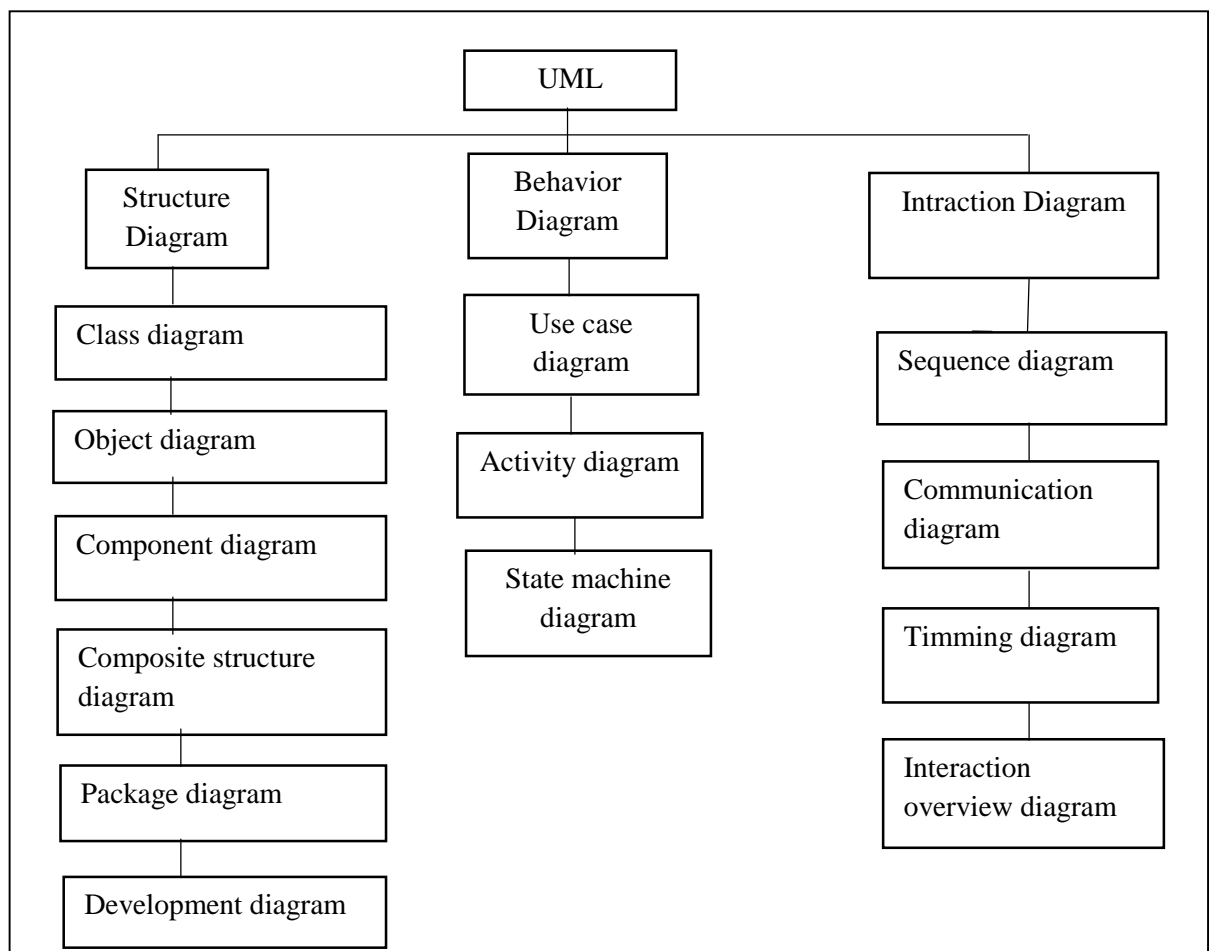 UML
Structure
Diagram
Class diagram
Object diagram
Component diagram
Composite structure
diagram
Package diagram
Development diagram
Behavior
Diagram
Use case
diagram
Activity diagram
State machine
diagram
Intraction Diagram
Sequence diagram
Communication
diagram
Timming diagram
Interaction
overview diagram